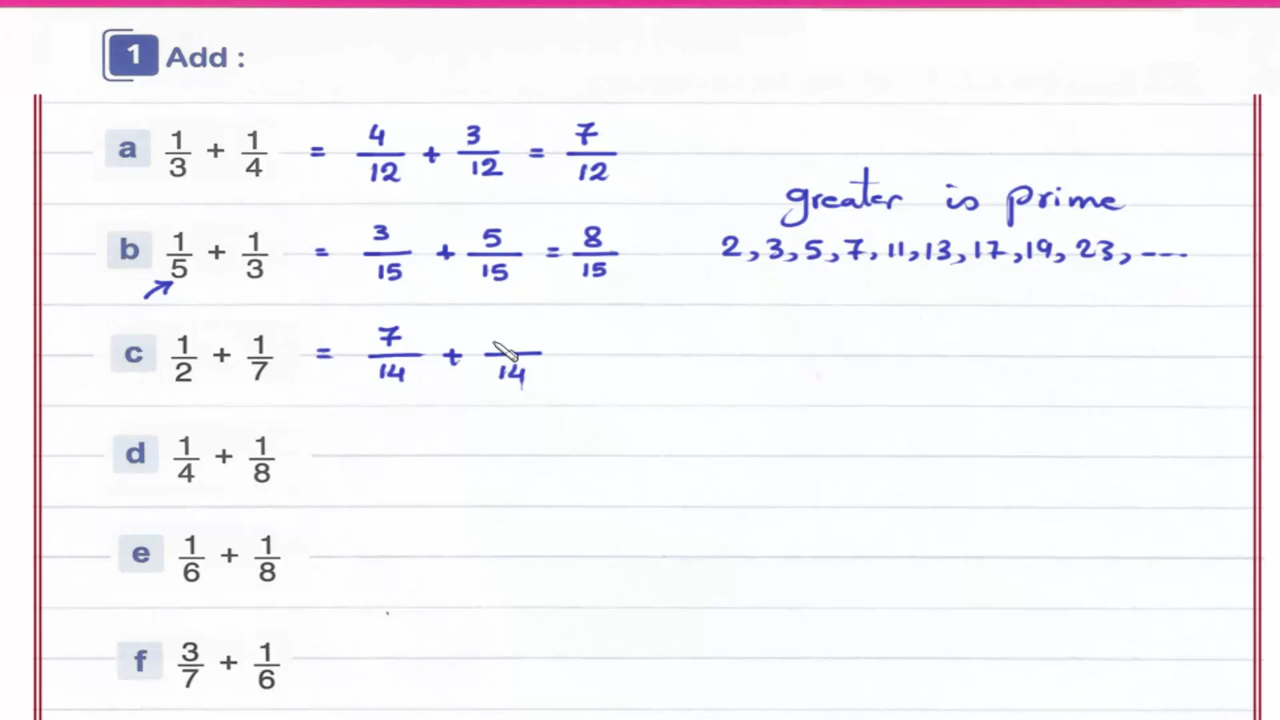 1 Add :
a 1/3 + 1/4 = 4/12 + 3/12 = 7/12
greater is prime
b 1/5 + 1/3 = 3/15 + 5/15 = 8/15
2, 3, 5, 7, 11, 13, 17, 19, 23, ----
c 1/2 + 1/7 = 7/14 + /14
d 1/4 + 1/8
e 1/6 + 1/8
f 3/7 + 1/6